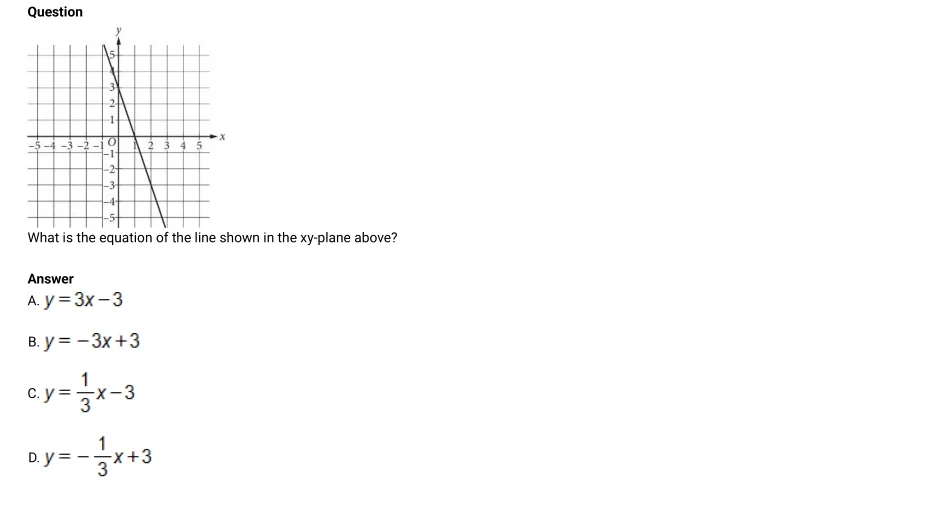 Question
y
5
3
2
1
-5 -4 -3 -2 -1 O 2 3 4 5 x
-1
-2
-3
-4
-5
What is the equation of the line shown in the xy-plane above?
Answer
A. y = 3x − 3
B. y = −3x + 3
C. y = 1/3 x − 3
D. y = − 1/3 x + 3